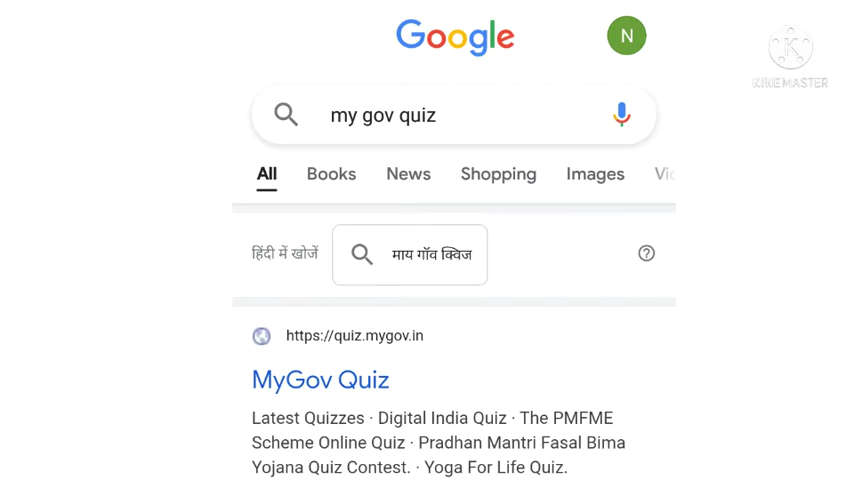 Google
N
K
KINEMASTER
my gov quiz
All Books News Shopping Images
हिंदी में खोजें माय गॉव क्विज
https://quiz.mygov.in
MyGov Quiz
Latest Quizzes · Digital India Quiz · The PMFME
Scheme Online Quiz · Pradhan Mantri Fasal Bima
Yojana Quiz Contest. · Yoga For Life Quiz.